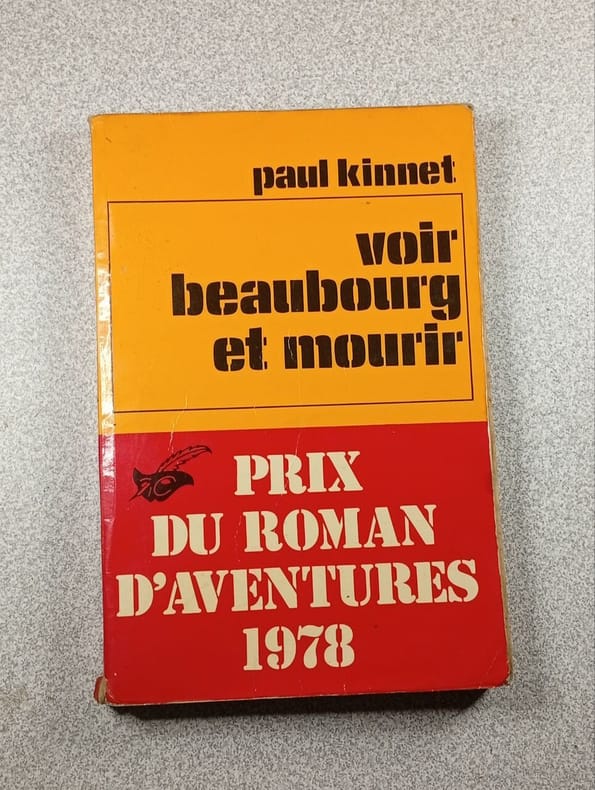 paul kinnet
voir
beaubourg
et mourir
PRIX
DU ROMAN
D'AVENTURES
1978